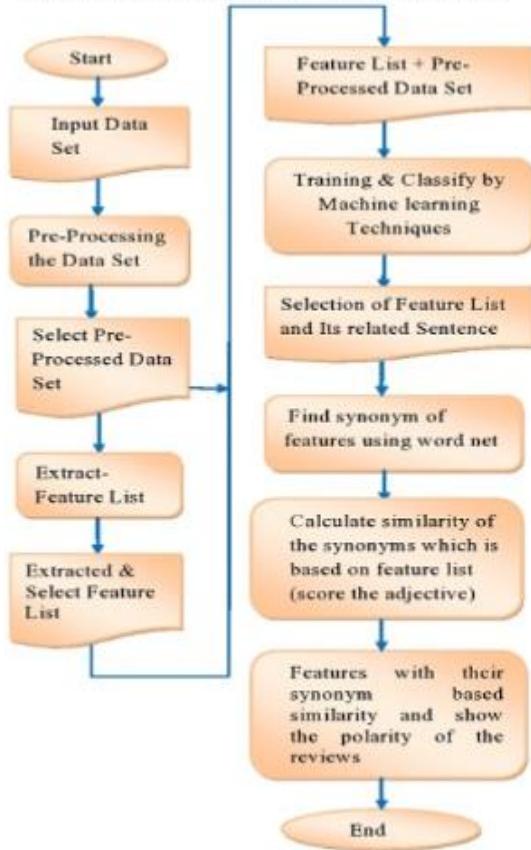 Start
Input Data
Set
Pre-Processing
the Data Set
Select Pre-
Processed Data
Set
Extract-
Feature List
Extracted &
Select Feature
List
Feature List + Pre-
Processed Data Set
Training & Classify by
Machine learning
Techniques
Selection of Feature List
and Its related Sentence
Find synonym of
features using word net
Calculate similarity of
the synonyms which is
based on feature list
(score the adjective)
Features with their
synonym based
similarity and show
the polarity of the
reviews
End